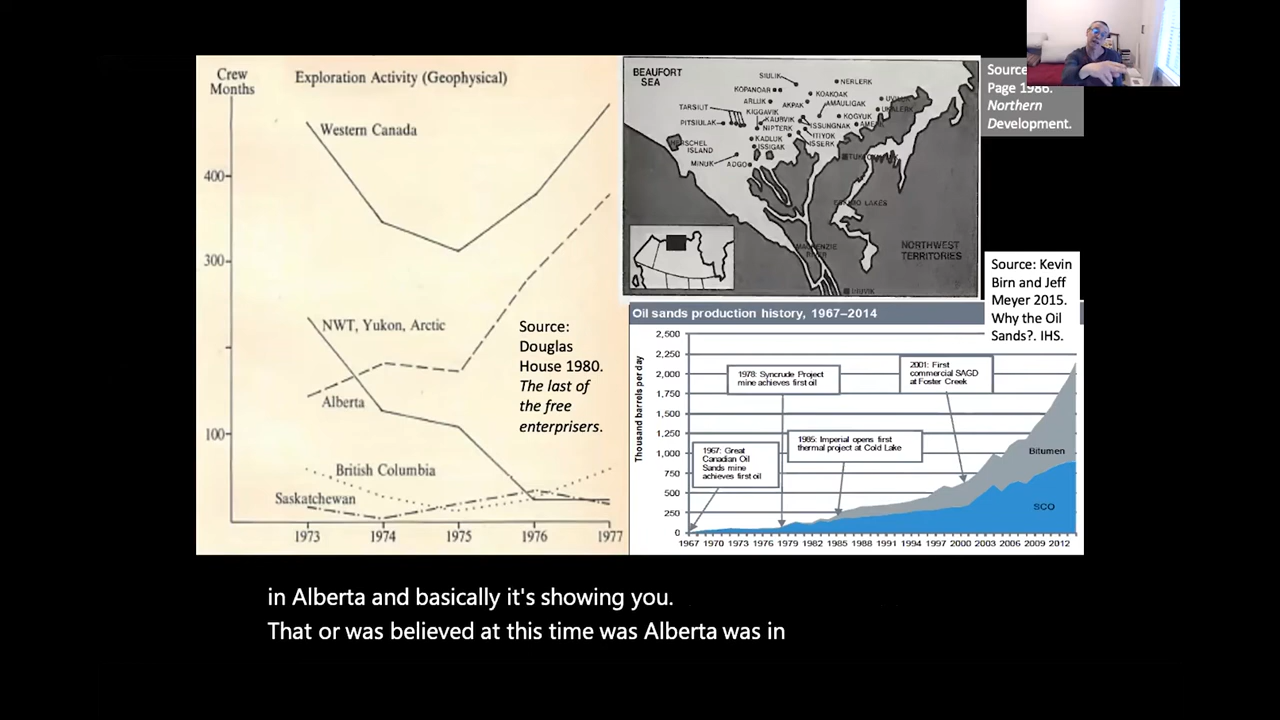 Crew
Months
Exploration Activity (Geophysical)
Western Canada
400
300
NWT, Yukon, Arctic
Alberta
100
British Columbia
Saskatchewan
1973 1974 1975 1976 1977
Source:
Douglas
House 1980.
The last of
the free
enterprisers.
BEAUFORT
SEA
SIULIK
NERLERK
KOPANOAR
KOAKOAK
ARLUK
AKPAK
AMAULIGAK
UKALERK
TARSIUT
KIGGAVIK
KOGYUK
PITSIULAK
KAUBVIK
ISSUNGNAK
NIPTERK
ITIYOK
KADLUK
ISSERK
ISSIGAK
ISLAND
MINUK
ADGO
NORTHWEST
TERRITORIES
Source
Page 1986.
Northern
Development.
Source: Kevin
Birn and Jeff
Meyer 2015.
Why the Oil
Sands?. IHS.
Oil sands production history, 1967–2014
Thousand barrels per day
2,500
2,250
2,000
1,750
1,500
1,250
1,000
750
500
250
0
1978: Syncrude Project
mine achieves first oil
2001: First
commercial SAGD
at Foster Creek
1985: Imperial opens first
thermal project at Cold Lake
1967: Great
Canadian Oil
Sands mine
achieves first oil
Bitumen
SCO
1967 1970 1973 1976 1979 1982 1985 1988 1991 1994 1997 2000 2003 2006 2009 2012
in Alberta and basically it's showing you.
That or was believed at this time was Alberta was in